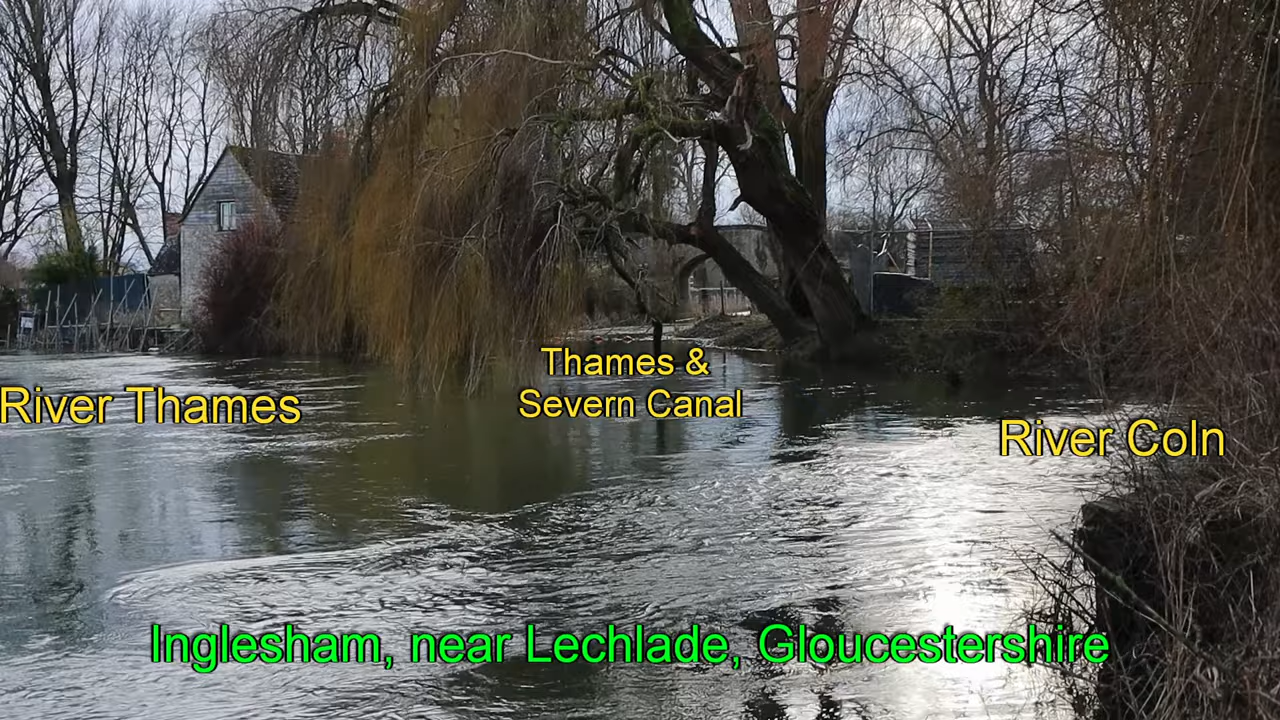 Thames &
Severn Canal
River Thames
River Coln
Inglesham, near Lechlade, Gloucestershire